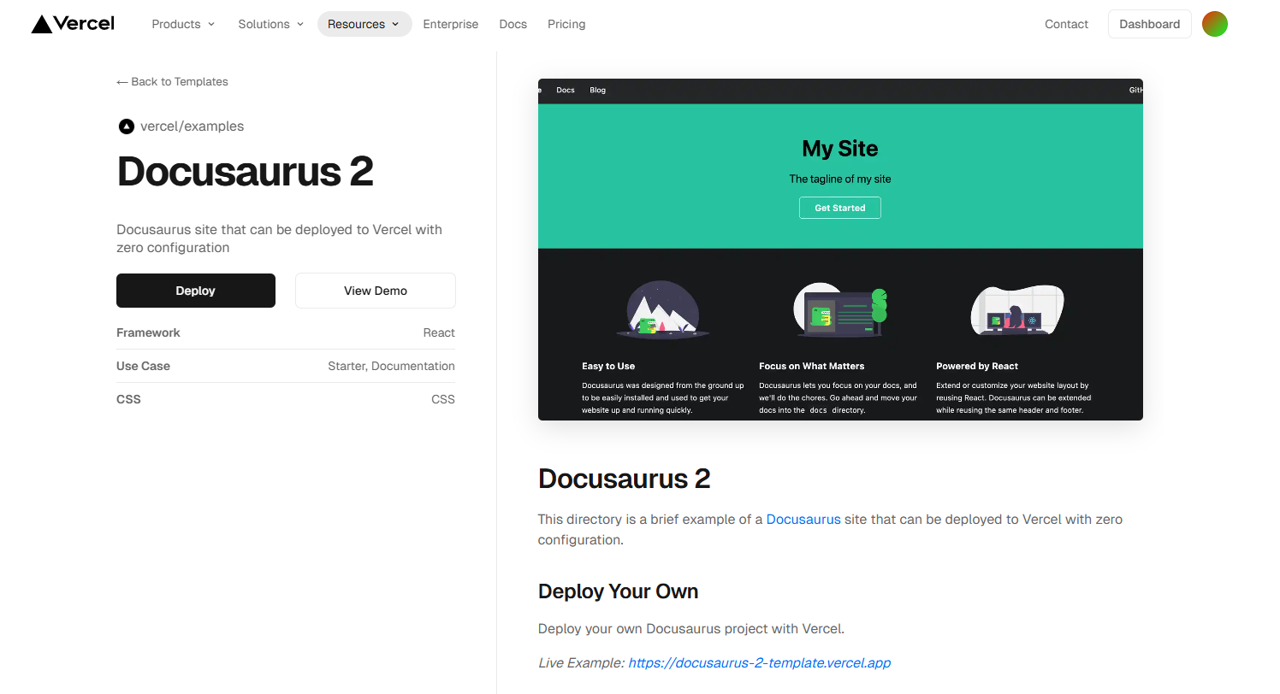 Vercel
Products Solutions Resources Enterprise Docs Pricing Contact Dashboard
← Back to Templates
vercel/examples
Docusaurus 2
Docusaurus site that can be deployed to Vercel with
zero configuration
Deploy View Demo
Framework React
Use Case Starter, Documentation
CSS CSS
Docs Blog
My Site
The tagline of my site
Get Started
Easy to Use
Docusaurus was designed from the ground up
to be easily installed and used to get your
website up and running quickly.
Focus on What Matters
Docusaurus lets you focus on your docs, and
we'll do the chores. Go ahead and move your
docs into the docs directory.
Powered by React
Extend or customize your website layout by
reusing React. Docusaurus can be extended
while reusing the same header and footer.
Docusaurus 2
This directory is a brief example of a Docusaurus site that can be deployed to Vercel with zero
configuration.
Deploy Your Own
Deploy your own Docusaurus project with Vercel.
Live Example: https://docusaurus-2-template.vercel.app